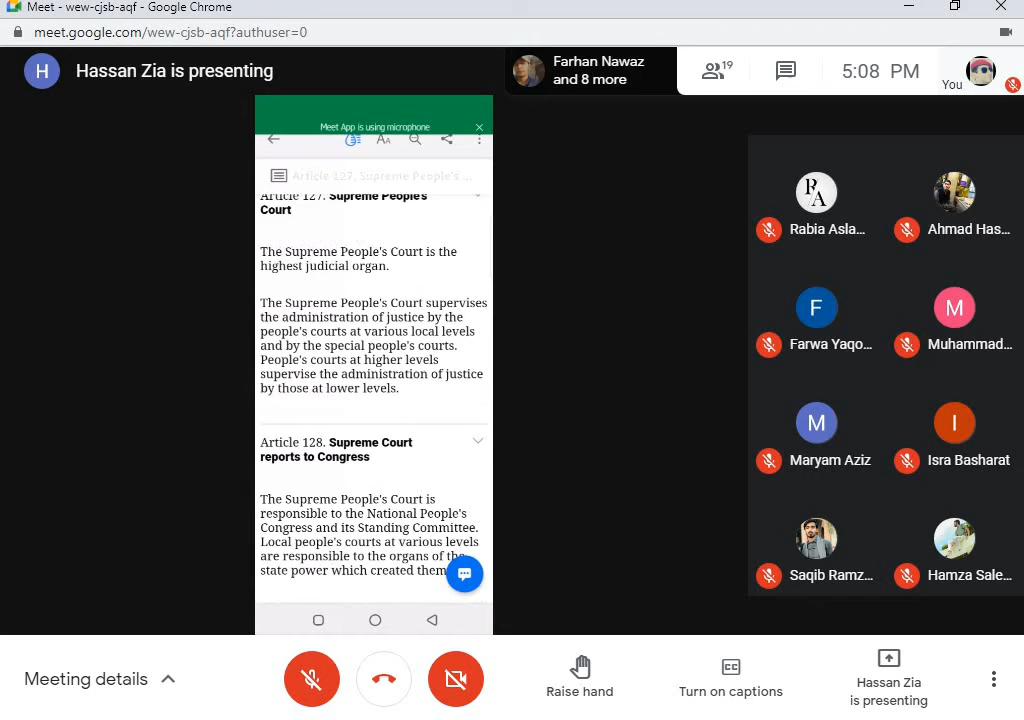 Meet - wew-cjsb-aqf - Google Chrome
meet.google.com/wew-cjsb-aqf?authuser=0
H
Hassan Zia is presenting
Farhan Nawaz
and 8 more
19
5:08 PM
You
Meet App is using microphone
AA
Article 127, Supreme People's ...
Article 127. Supreme People's
Court
The Supreme People's Court is the
highest judicial organ.
The Supreme People's Court supervises
the administration of justice by the
people's courts at various local levels
and by the special people's courts.
People's courts at higher levels
supervise the administration of justice
by those at lower levels.
Article 128. Supreme Court
reports to Congress
The Supreme People's Court is
responsible to the National People's
Congress and its Standing Committee.
Local people's courts at various levels
are responsible to the organs of the
state power which created them
RA
Rabia Asla...
Ahmad Has...
F
Farwa Yaqo...
M
Muhammad...
M
Maryam Aziz
I
Isra Basharat
Saqib Ramz...
Hamza Sale...
Meeting details
Raise hand
CC
Turn on captions
Hassan Zia
is presenting